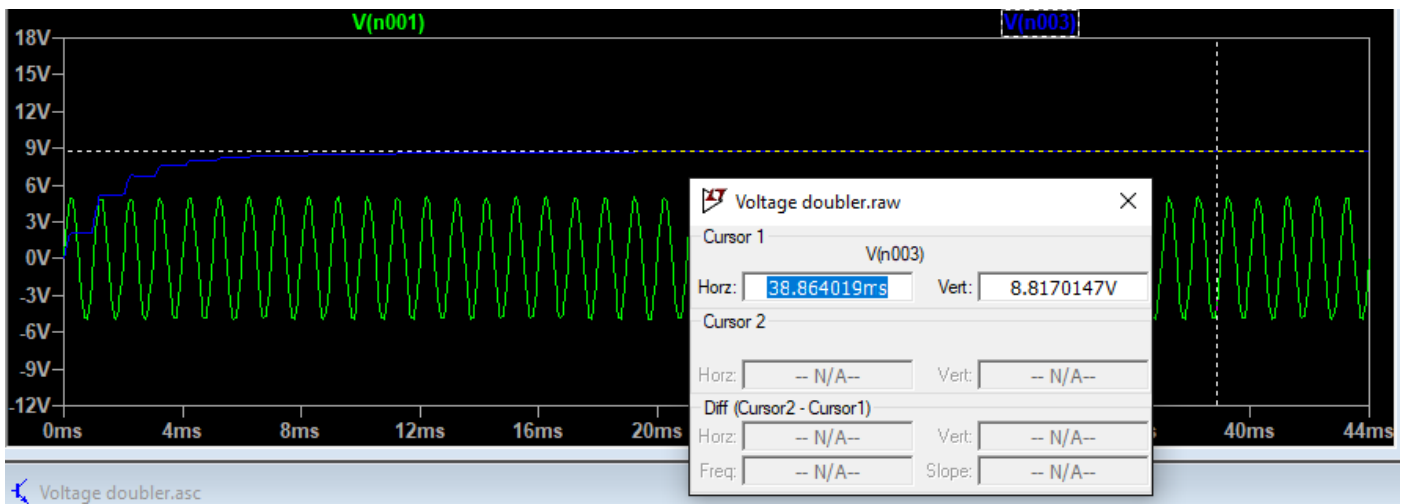 V(n001) V(n003)
18V
15V
12V
9V
6V
3V
0V
-3V
-6V
-9V
-12V
0ms 4ms 8ms 12ms 16ms 20ms 40ms 44ms
Voltage doubler.raw
Cursor 1
V(n003)
Horz: 38.864019ms Vert: 8.8170147V
Cursor 2
Horz: -- N/A-- Vert: -- N/A--
Diff (Cursor2 - Cursor1)
Horz: -- N/A-- Vert: -- N/A--
Freq: -- N/A-- Slope: -- N/A--
Voltage doubler.asc